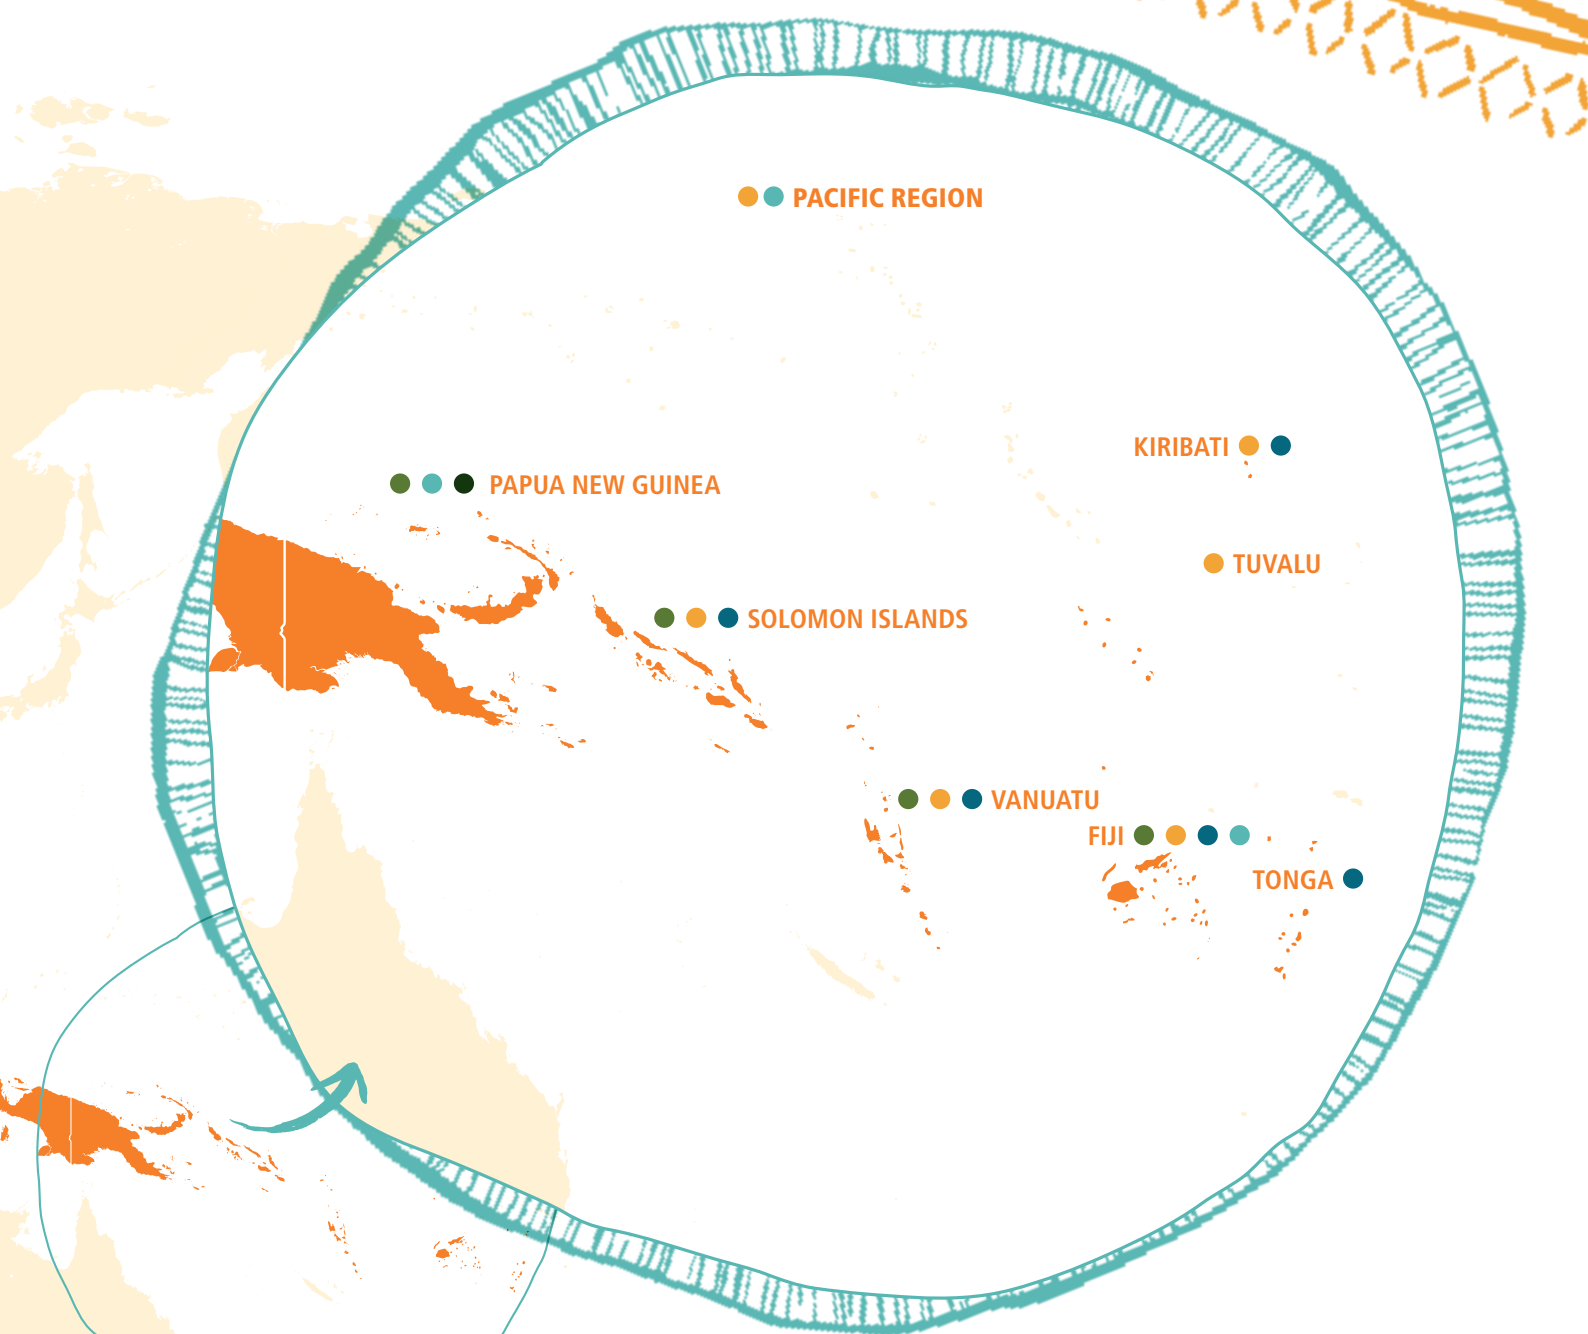 PACIFIC REGION
KIRIBATI
PAPUA NEW GUINEA
TUVALU
SOLOMON ISLANDS
VANUATU
FIJI
TONGA